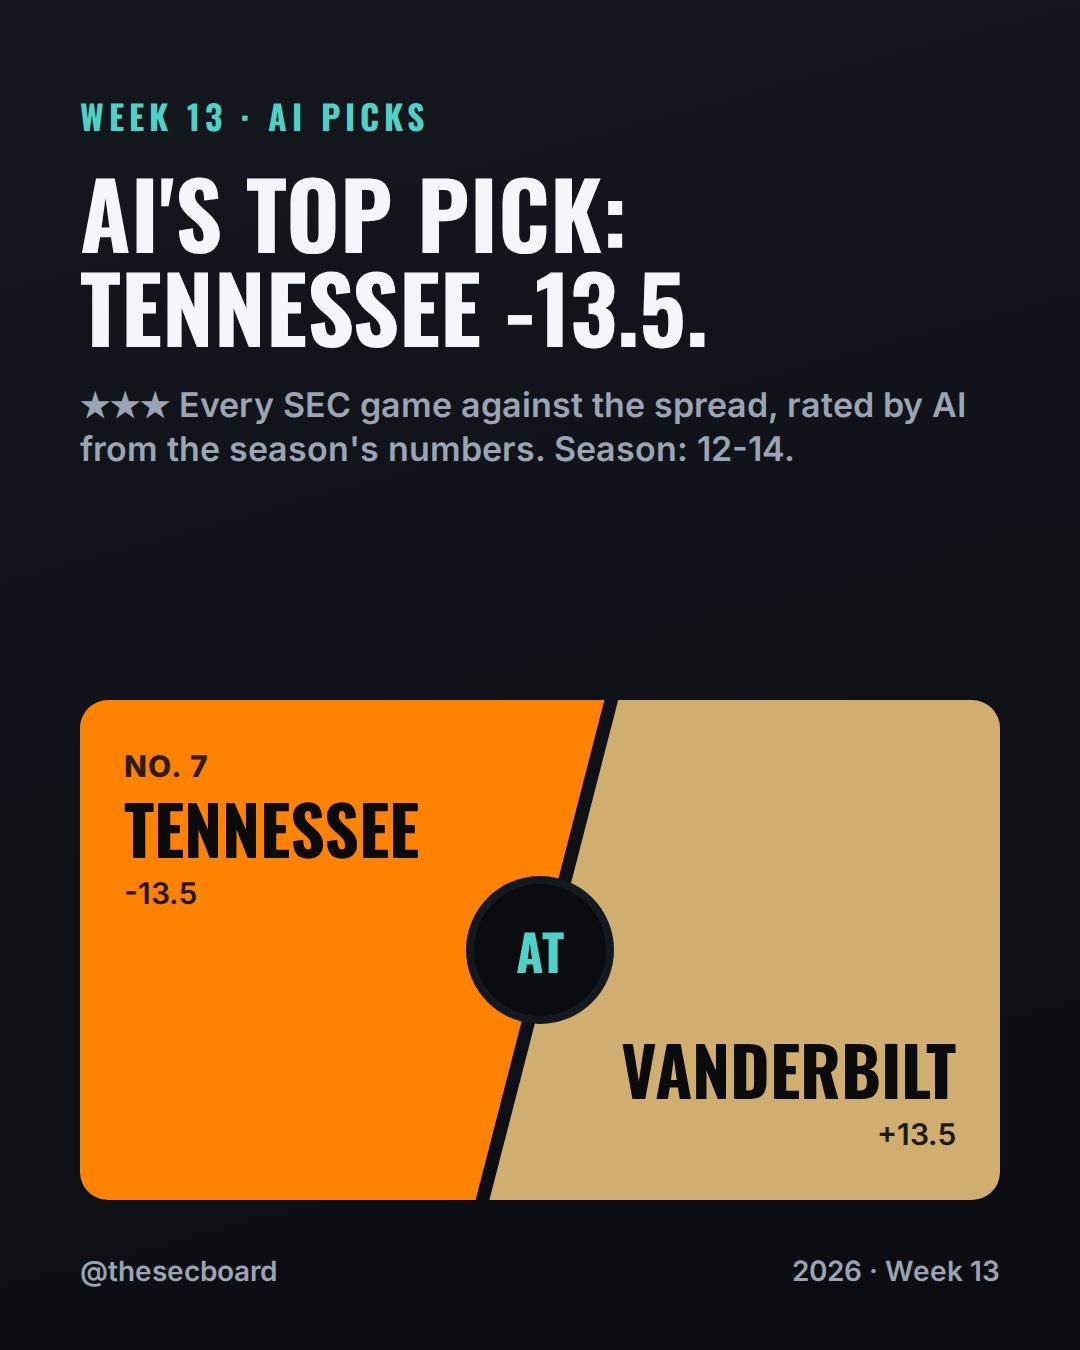 WEEK 13 · AI PICKS
AI'S TOP PICK:
TENNESSEE -13.5.
★★★ Every SEC game against the spread, rated by AI
from the season's numbers. Season: 12-14.
NO. 7
TENNESSEE
-13.5
AT
VANDERBILT
+13.5
@thesecboard
2026 · Week 13